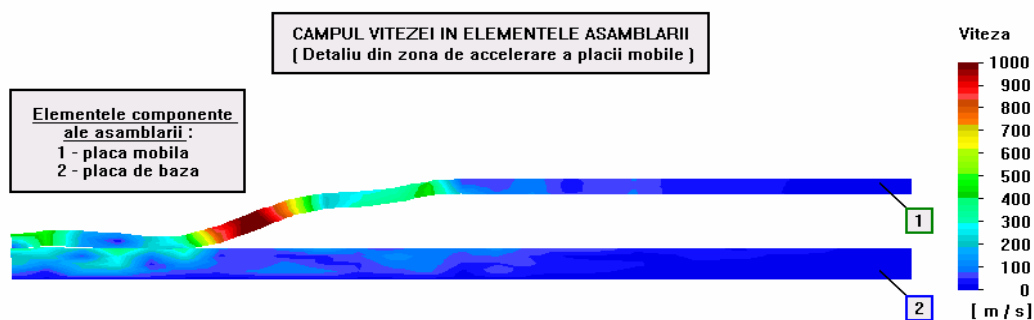 CAMPUL VITEZEI IN ELEMENTELE ASAMBLARII
( Detaliu din zona de accelerare a placii mobile )
Elementele componente
ale asamblarii :
1 - placa mobila
2 - placa de baza
Viteza
1000
900
800
700
600
500
400
300
200
100
0
[ m / s ]
1
2